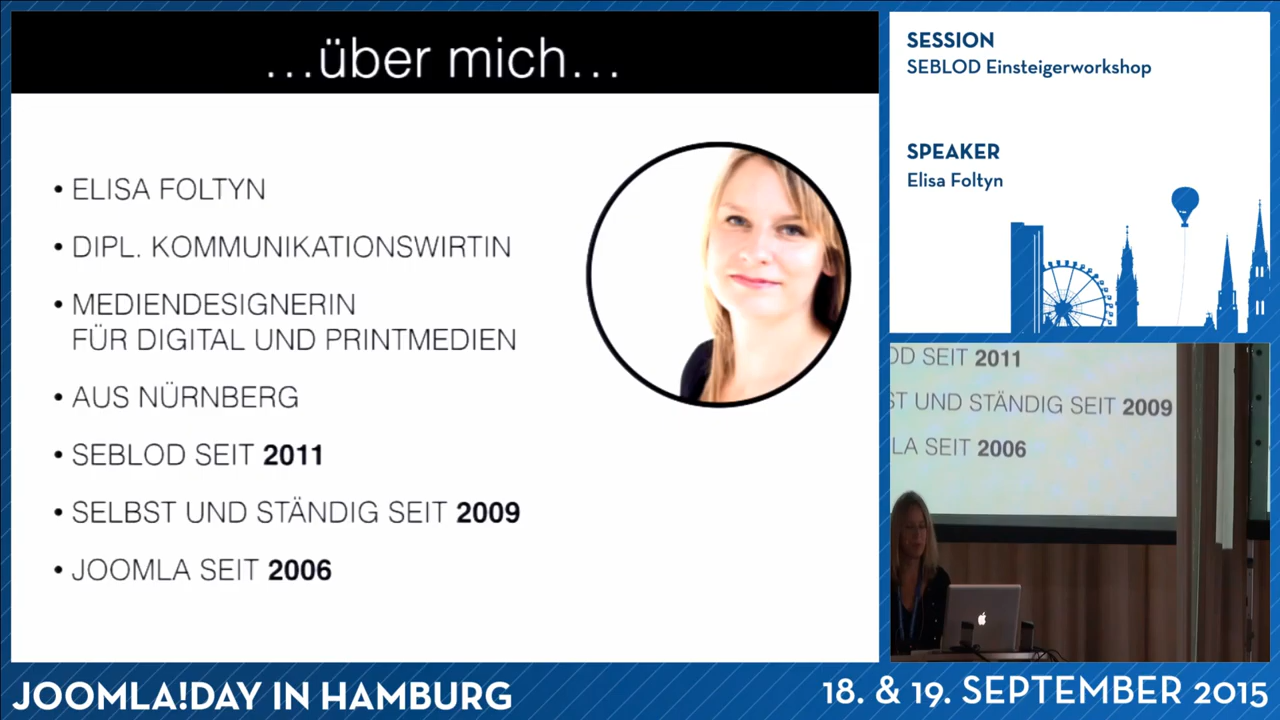 ...über mich...
• ELISA FOLTYN
• DIPL. KOMMUNIKATIONSWIRTIN
• MEDIENDESIGNERIN
FÜR DIGITAL UND PRINTMEDIEN
• AUS NÜRNBERG
• SEBLOD SEIT 2011
• SELBST UND STÄNDIG SEIT 2009
• JOOMLA SEIT 2006
SESSION
SEBLOD Einsteigerworkshop
SPEAKER
Elisa Foltyn
OD SEIT 2011
ST UND STÄNDIG SEIT 2009
LA SEIT 2006
JOOMLA!DAY IN HAMBURG
18. & 19. SEPTEMBER 2015